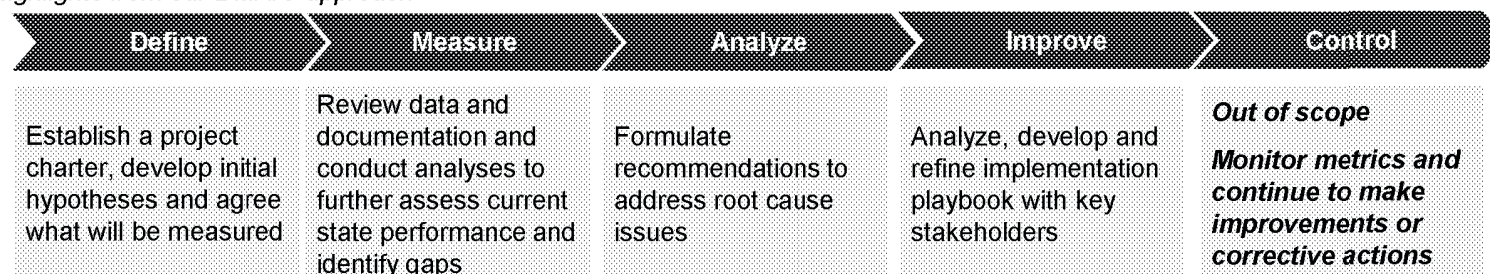 Define
Measure
Analyze
Improve
Control
Establish a project
charter, develop initial
hypotheses and agree
what will be measured
Review data and
documentation and
conduct analyses to
further assess current
state performance and
identify gaps
Formulate
recommendations to
address root cause
issues
Analyze, develop and
refine implementation
playbook with key
stakeholders
Out of scope
Monitor metrics and
continue to make
improvements or
corrective actions